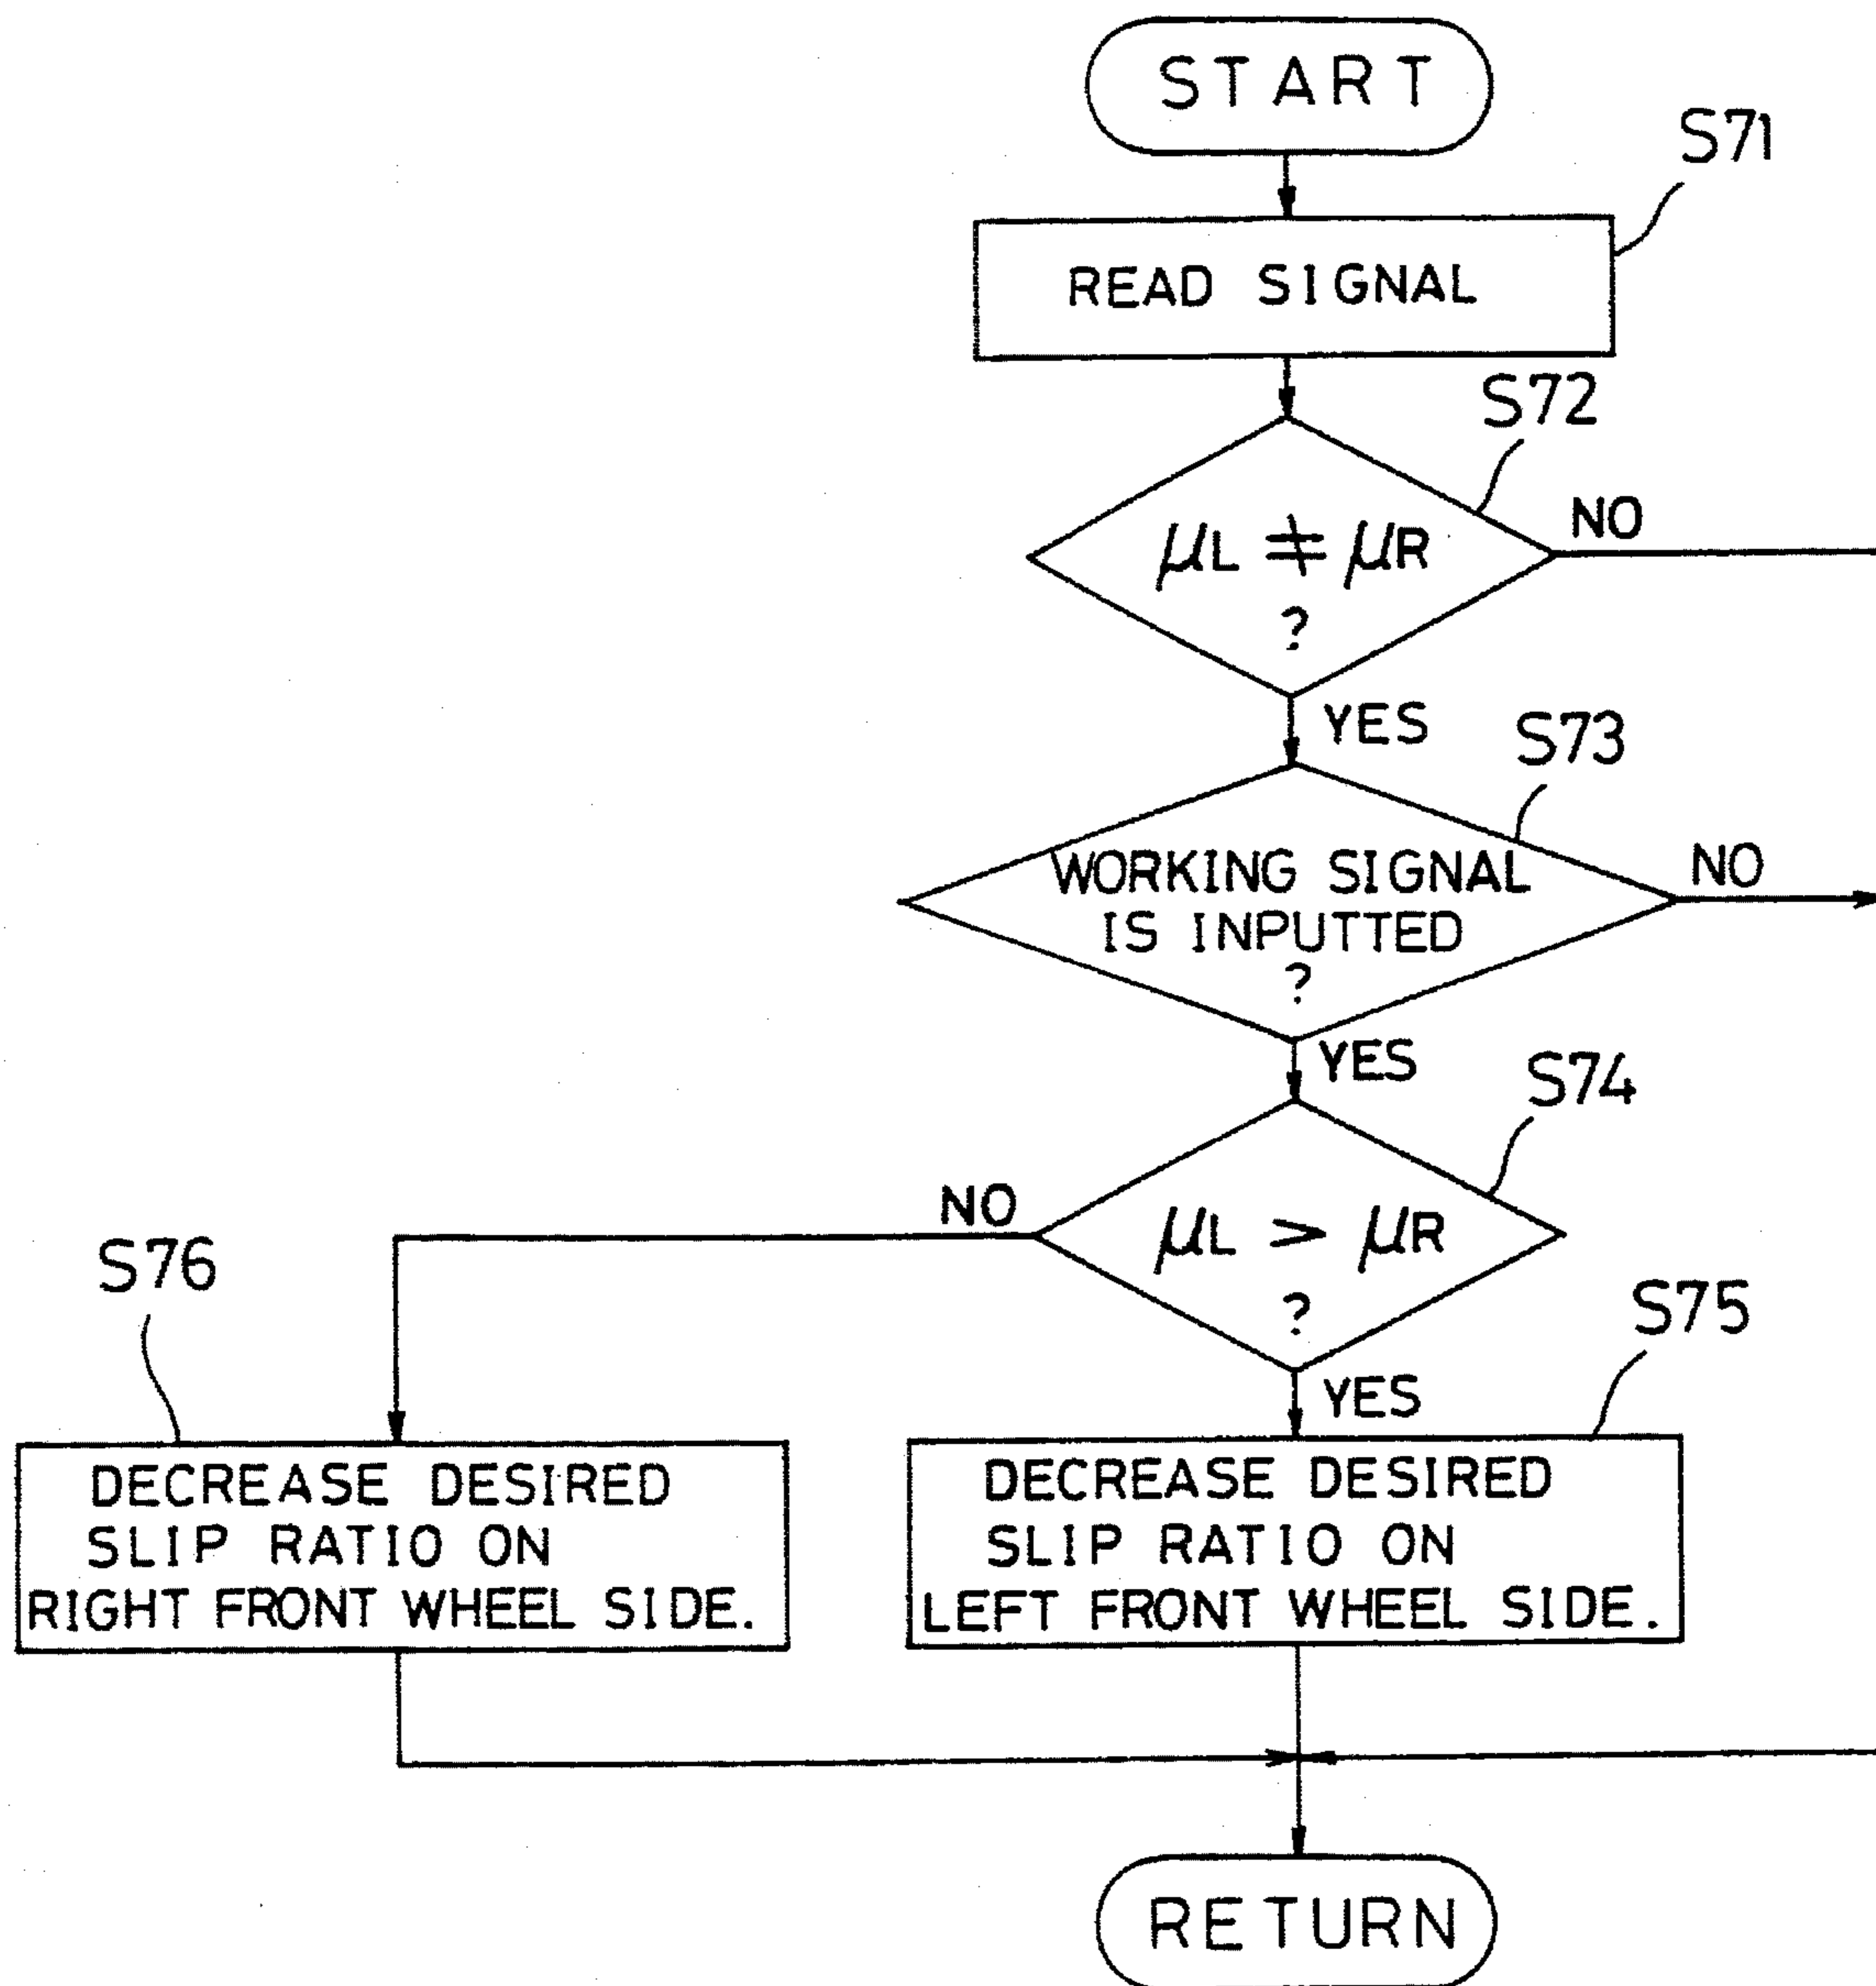 START
S71
READ SIGNAL
S72
μL ≠ μR
?
NO
YES
S73
WORKING SIGNAL
IS INPUTTED
?
NO
YES
S74
μL > μR
?
NO
YES
S76
S75
DECREASE DESIRED
SLIP RATIO ON
RIGHT FRONT WHEEL SIDE.
DECREASE DESIRED
SLIP RATIO ON
LEFT FRONT WHEEL SIDE.
RETURN